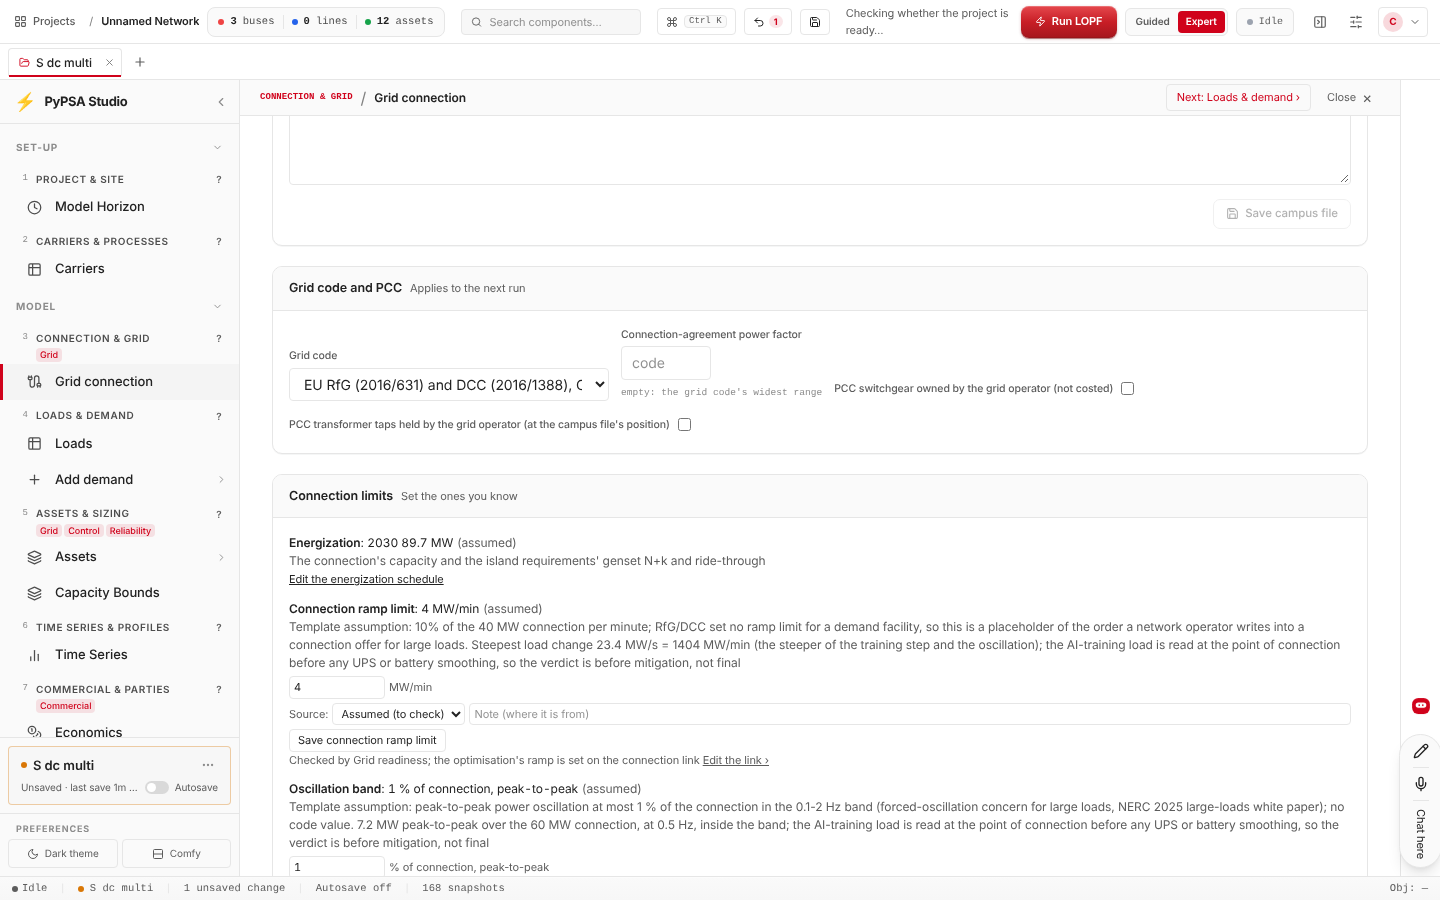 Projects / Unnamed Network
3 buses 0 lines 12 assets
Search components...
Ctrl K
1
Checking whether the project is ready...
Run LOPF
Guided Expert
Idle
C
S dc multi
PyPSA Studio
SET-UP
1 PROJECT & SITE ?
Model Horizon
2 CARRIERS & PROCESSES ?
Carriers
MODEL
3 CONNECTION & GRID ?
Grid
Grid connection
4 LOADS & DEMAND ?
Loads
Add demand
5 ASSETS & SIZING ?
Grid Control Reliability
Assets
Capacity Bounds
6 TIME SERIES & PROFILES ?
Time Series
7 COMMERCIAL & PARTIES ?
Commercial
Economics
S dc multi
Unsaved · last save 1m ... Autosave
PREFERENCES
Dark theme Comfy
CONNECTION & GRID / Grid connection
Next: Loads & demand ›
Close ×
Save campus file
Grid code and PCC Applies to the next run
Connection-agreement power factor
Grid code
code
EU RfG (2016/631) and DCC (2016/1388), C
empty: the grid code's widest range
PCC switchgear owned by the grid operator (not costed)
PCC transformer taps held by the grid operator (at the campus file's position)
Connection limits Set the ones you know
Energization: 2030 89.7 MW (assumed)
The connection's capacity and the island requirements' genset N+k and ride-through
Edit the energization schedule
Connection ramp limit: 4 MW/min (assumed)
Template assumption: 10% of the 40 MW connection per minute; RfG/DCC set no ramp limit for a demand facility, so this is a placeholder of the order a network operator writes into a
connection offer for large loads. Steepest load change 23.4 MW/s = 1404 MW/min (the steeper of the training step and the oscillation); the AI-training load is read at the point of connection
before any UPS or battery smoothing, so the verdict is before mitigation, not final
4 MW/min
Source: Assumed (to check) Note (where it is from)
Save connection ramp limit
Checked by Grid readiness; the optimisation's ramp is set on the connection link Edit the link ›
Oscillation band: 1 % of connection, peak-to-peak (assumed)
Template assumption: peak-to-peak power oscillation at most 1 % of the connection in the 0.1-2 Hz band (forced-oscillation concern for large loads, NERC 2025 large-loads white paper); no
code value. 7.2 MW peak-to-peak over the 60 MW connection, at 0.5 Hz, inside the band; the AI-training load is read at the point of connection before any UPS or battery smoothing, so the
verdict is before mitigation, not final
1 % of connection, peak-to-peak
Chat here
Idle S dc multi 1 unsaved change Autosave off 168 snapshots Obj: —